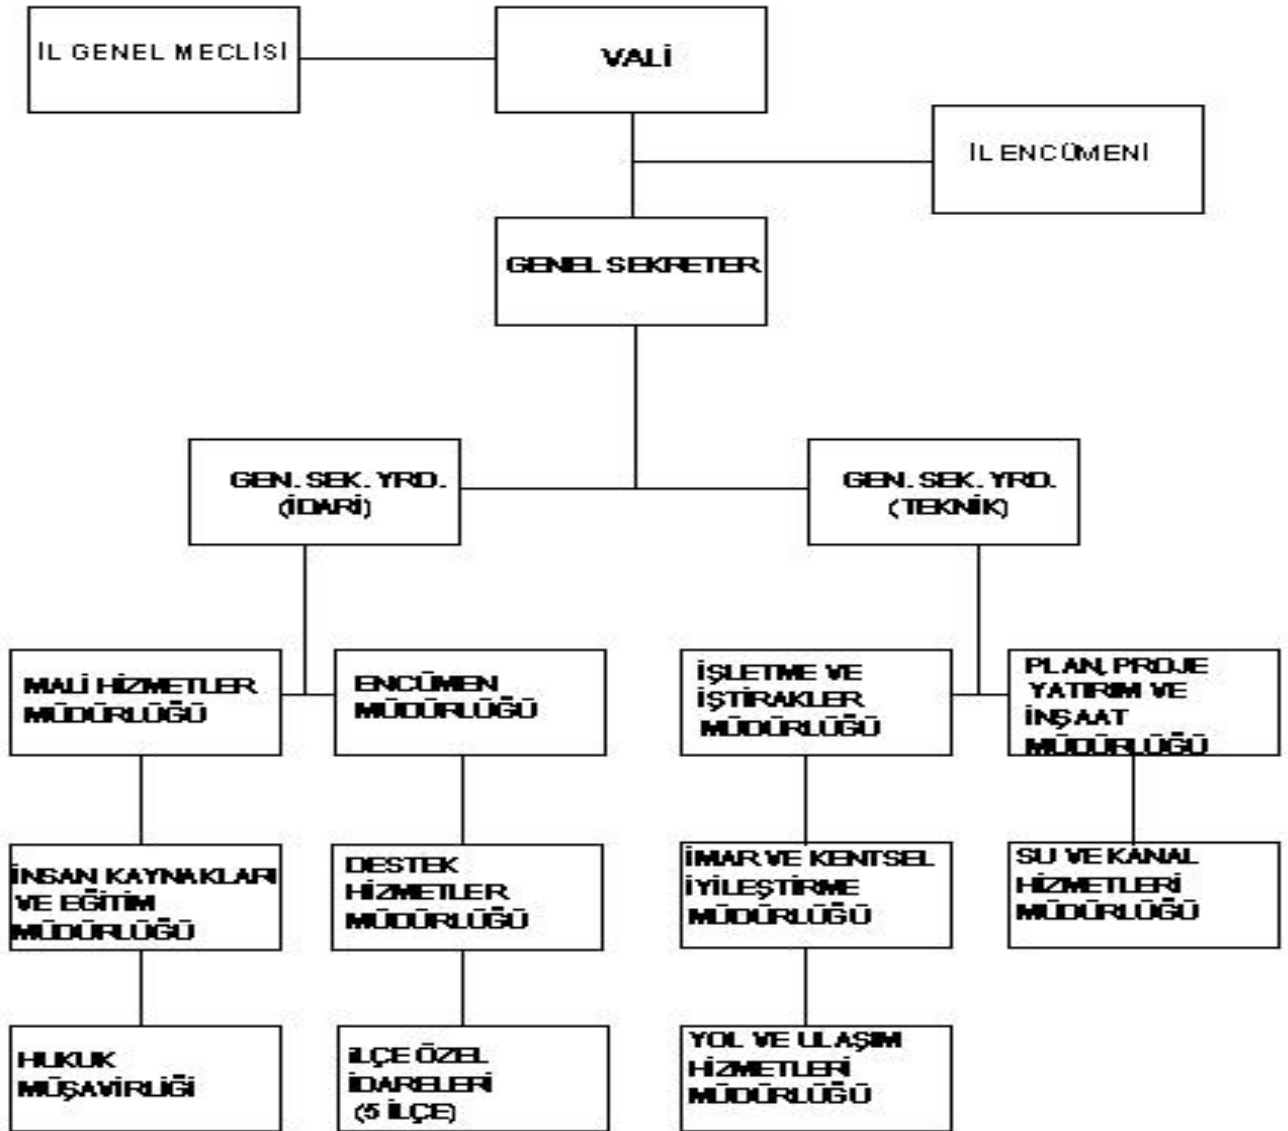 İL GENEL MECLİSİ
VALİ
İL ENCÜMENİ
GENEL SEKRETER
GEN. SEK. YRD.
(İDARİ)
GEN. SEK. YRD.
(TEKNİK)
MALİ HİZMETLER
MÜDÜRLÜĞÜ
ENCÜMEN
MÜDÜRLÜĞÜ
İŞLETME VE
İŞTİRAKLER
MÜDÜRLÜĞÜ
PLAN, PROJE
YATIRIM VE
İNŞAAT
MÜDÜRLÜĞÜ
İNSAN KAYNAKLARI
VE EĞİTİM
MÜDÜRLÜĞÜ
DESTEK
HİZMETLER
MÜDÜRLÜĞÜ
İMAR VE KENTSEL
İYİLEŞTİRME
MÜDÜRLÜĞÜ
SU VE KANAL
HİZMETLERİ
MÜDÜRLÜĞÜ
HUKUK
MÜŞAVİRLİĞİ
İLÇE ÖZEL
İDARELERİ
(5 İLÇE)
YOL VE ULAŞIM
HİZMETLERİ
MÜDÜRLÜĞÜ